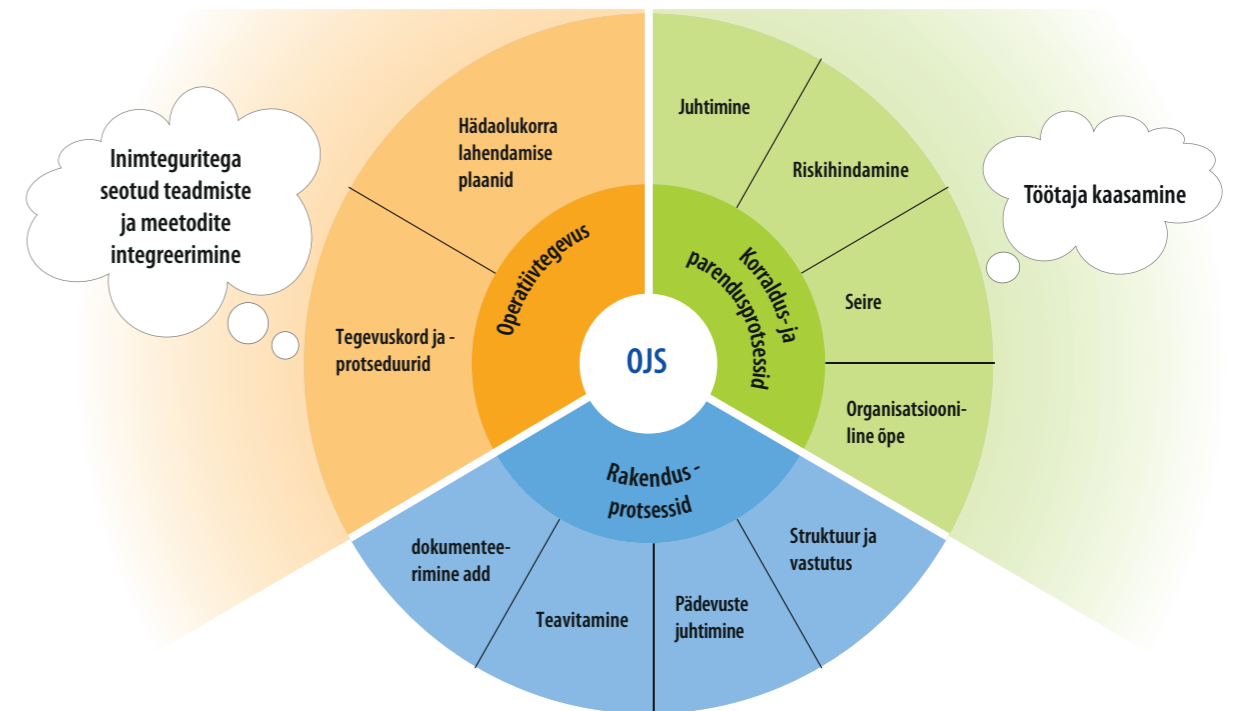 Inimteguritega
seotud teadmiste
ja meetodite
integreerimine
Hädaolukorra
lahendamise
plaanid
Tegevuskord ja -
protseduurid
Operatiivtegevus
OJS
Korraldus- ja
parendusprotsessid
Juhtimine
Riskihindamine
Seire
Organisatsiooni-
line õpe
Töötaja kaasamine
Rakendus -
protsessid
dokumentee-
rimine add
Teavitamine
Pädevuste
juhtimine
Struktuur ja
vastutus